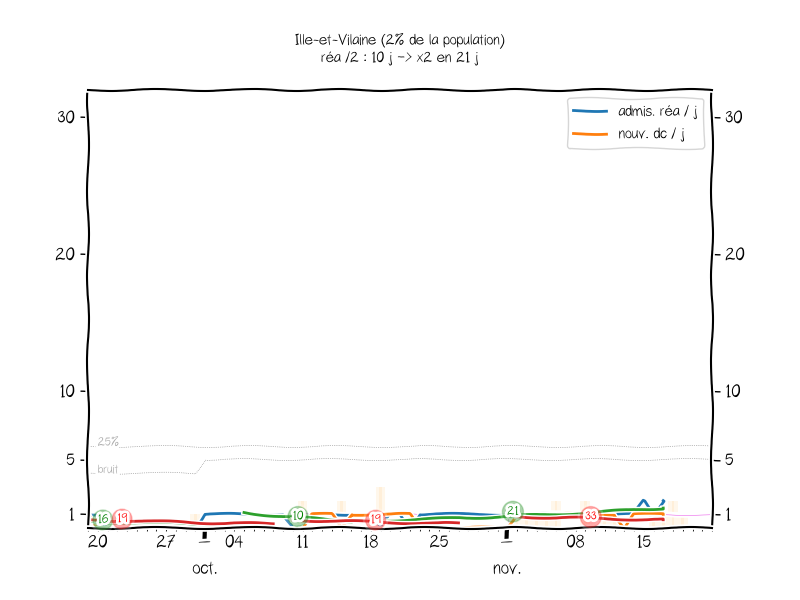 Ille-et-Vilaine (2% de la population)
réa /2 : 10 j -> x2 en 21 j
admis. réa / j
nouv. dc / j
30 30
20 20
10 10
25%
5 5
bruit
1 16 19 10 19 21 33 1
20 27 04 11 18 25 08 15
oct. nov.